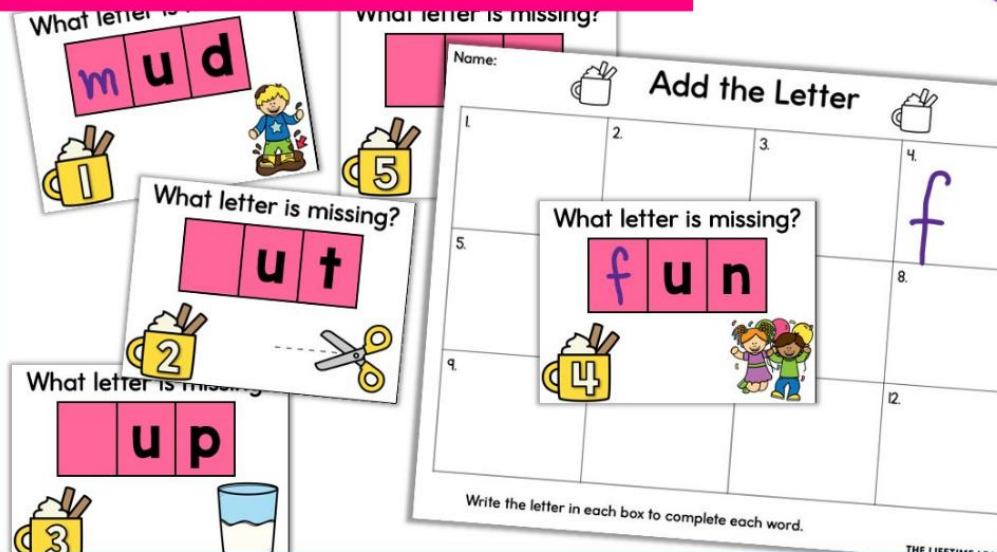 What letter is
m u d
1
What letter is missing?
5
What letter is missing?
u t
2
What letter is
u p
3
Name:
Add the Letter
1.
2.
3.
4.
f
5.
8.
9.
12.
What letter is missing?
f u n
4
Write the letter in each box to complete each word.
THE LIFETIME